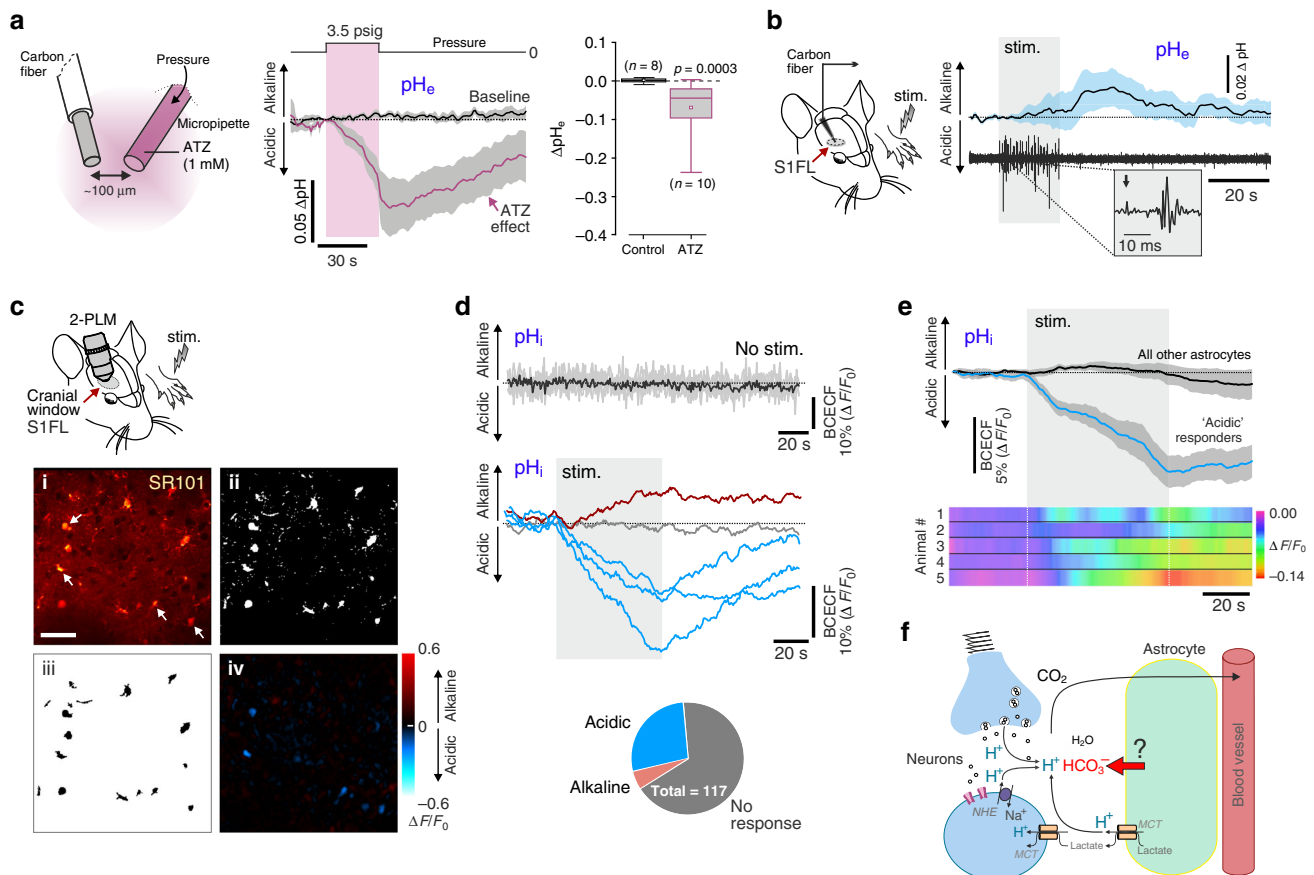 a
Carbon
fiber
Pressure
Micropipette
ATZ
(1 mM)
~100 μm
3.5 psig
Pressure
0
Alkaline
Acidic
pHe
Baseline
ATZ
effect
0.05 ΔpH
30 s
ΔpHe
0.1
0.0
−0.1
−0.2
−0.3
−0.4
(n = 8)
p = 0.0003
(n = 10)
Control
ATZ
b
Carbon
fiber
stim.
S1FL
Alkaline
Acidic
stim.
pHe
0.02 Δ pH
10 ms
20 s
c
2-PLM
stim.
Cranial
window
S1FL
i
SR101
ii
iii
iv
0.6
0
−0.6
Δ F/F0
Alkaline
Acidic
d
pHi
Alkaline
Acidic
No stim.
BCECF
10% (Δ F/F0)
20 s
pHi
stim.
Alkaline
Acidic
BCECF
10% (Δ F/F0)
20 s
Acidic
Alkaline
Total = 117
No
response
e
pHi
stim.
Alkaline
Acidic
All other astrocytes
'Acidic'
responders
BCECF
5% (Δ F/F0)
Animal #
1
2
3
4
5
0.00
Δ F/F0
−0.14
20 s
f
Astrocyte
CO2
H2O
Neurons
H+
H+
H+ HCO3−
?
Blood vessel
NHE
Na+
H+
H+
MCT
MCT
Lactate
Lactate